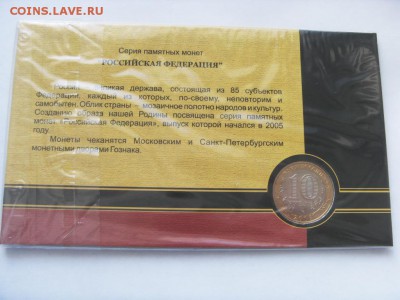 COINS.LAVE.RU
Серия памятных монет
"РОССИЙСКАЯ ФЕДЕРАЦИЯ"
Россия – великая держава, состоящая из 85 субъектов
Федерации, каждый из которых, по-своему, неповторим и
самобытен. Облик страны – мозаичное полотно народов и культур.
Созданию образа нашей Родины посвящена серия памятных
монет «Российская Федерация», выпуск которой начался в 2005
году.
Монеты чеканятся Московским и Санкт-Петербургским
монетными дворами Гознака.
10